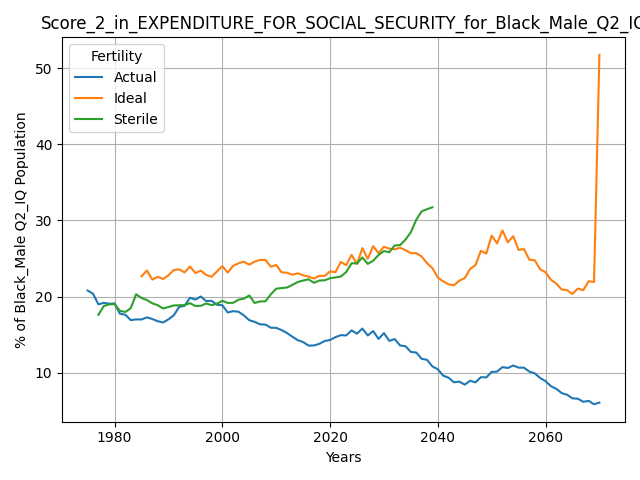 Score_2_in_EXPENDITURE_FOR_SOCIAL_SECURITY_for_Black_Male_Q2_IQ
Fertility
Actual
Ideal
Sterile
% of Black_Male Q2_IQ Population
50
40
30
20
10
1980 2000 2020 2040 2060
Years